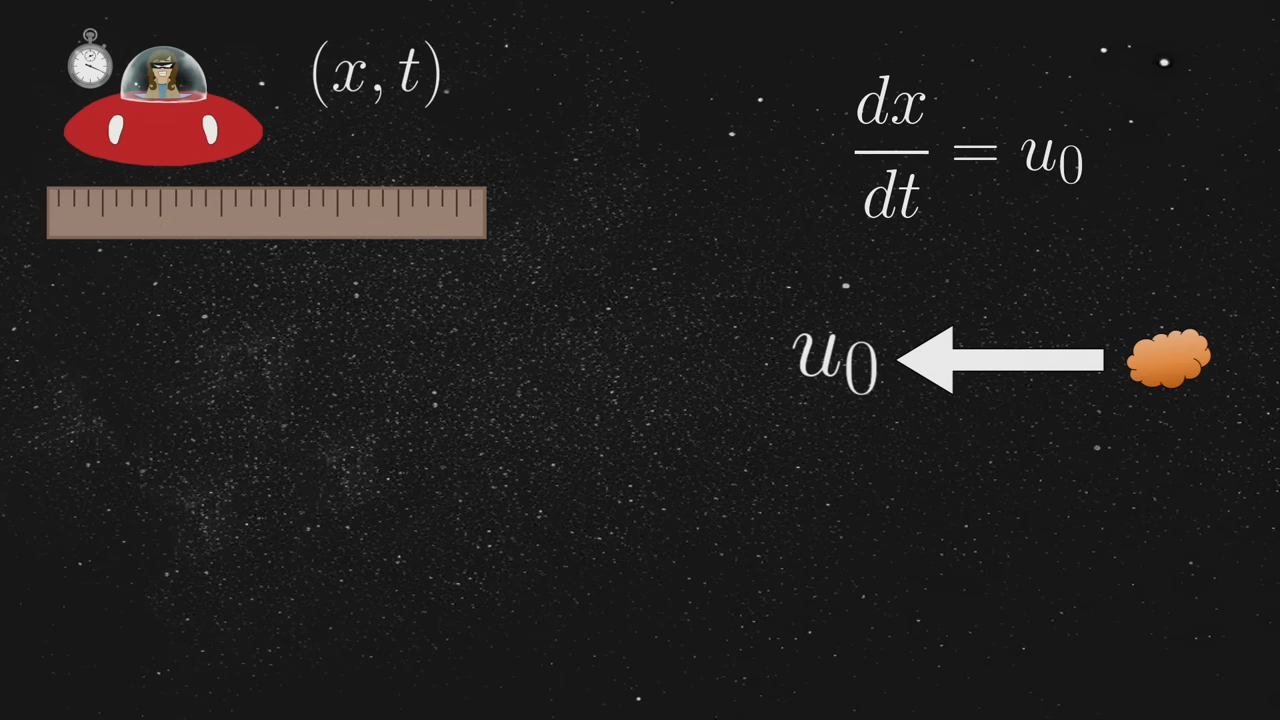 (x, t)
dx/dt = u₀
u₀